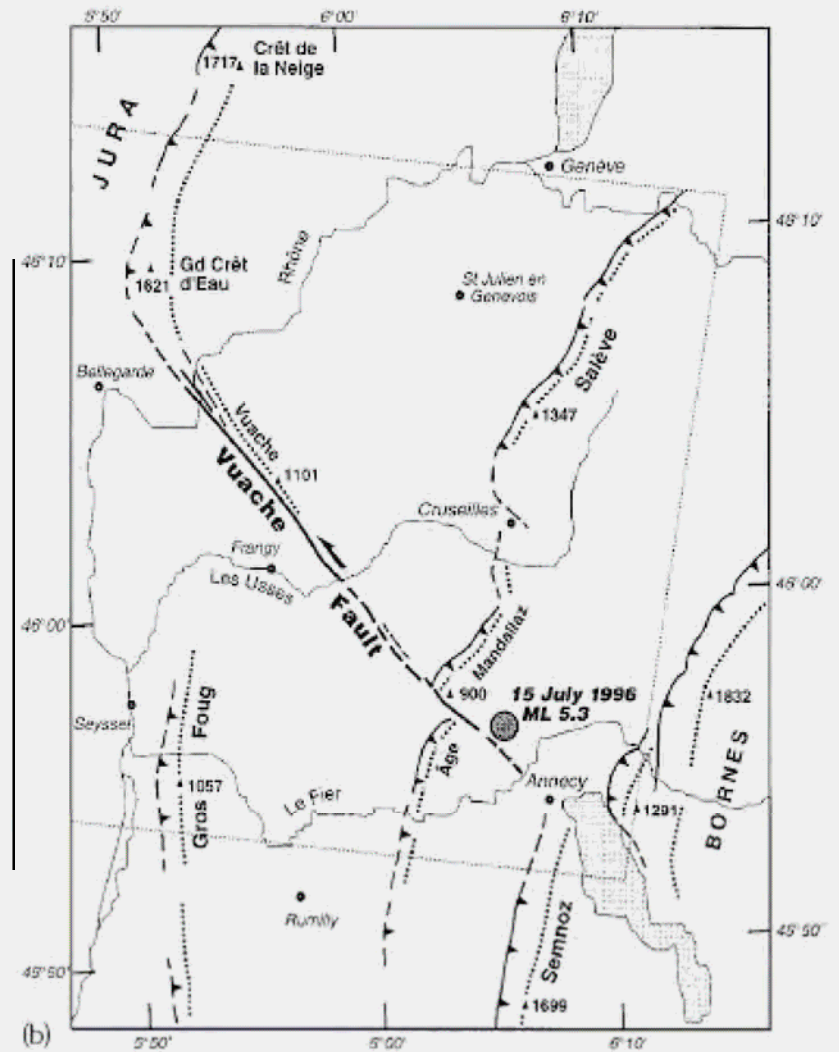 5°50'
6°00'
6°10'
Crêt de
la Neige
1717
JURA
Genève
46°10'
46°10'
Gd Crêt
d'Eau
1621
Rhône
St Julien en
Genevois
Bellegarde
Salève
1347
Vuache
1101
Vuache
Fault
Cruseilles
Frangy
Les Usses
46°00'
46°00'
Mandallaz
900
15 July 1996
ML 5.3
1832
Seyssel
Foug
Gros
1057
Âge
Annecy
BORNES
1291
Le Fier
Rumilly
Semnoz
1699
45°50'
45°50'
(b)
5°50'
6°00'
6°10'